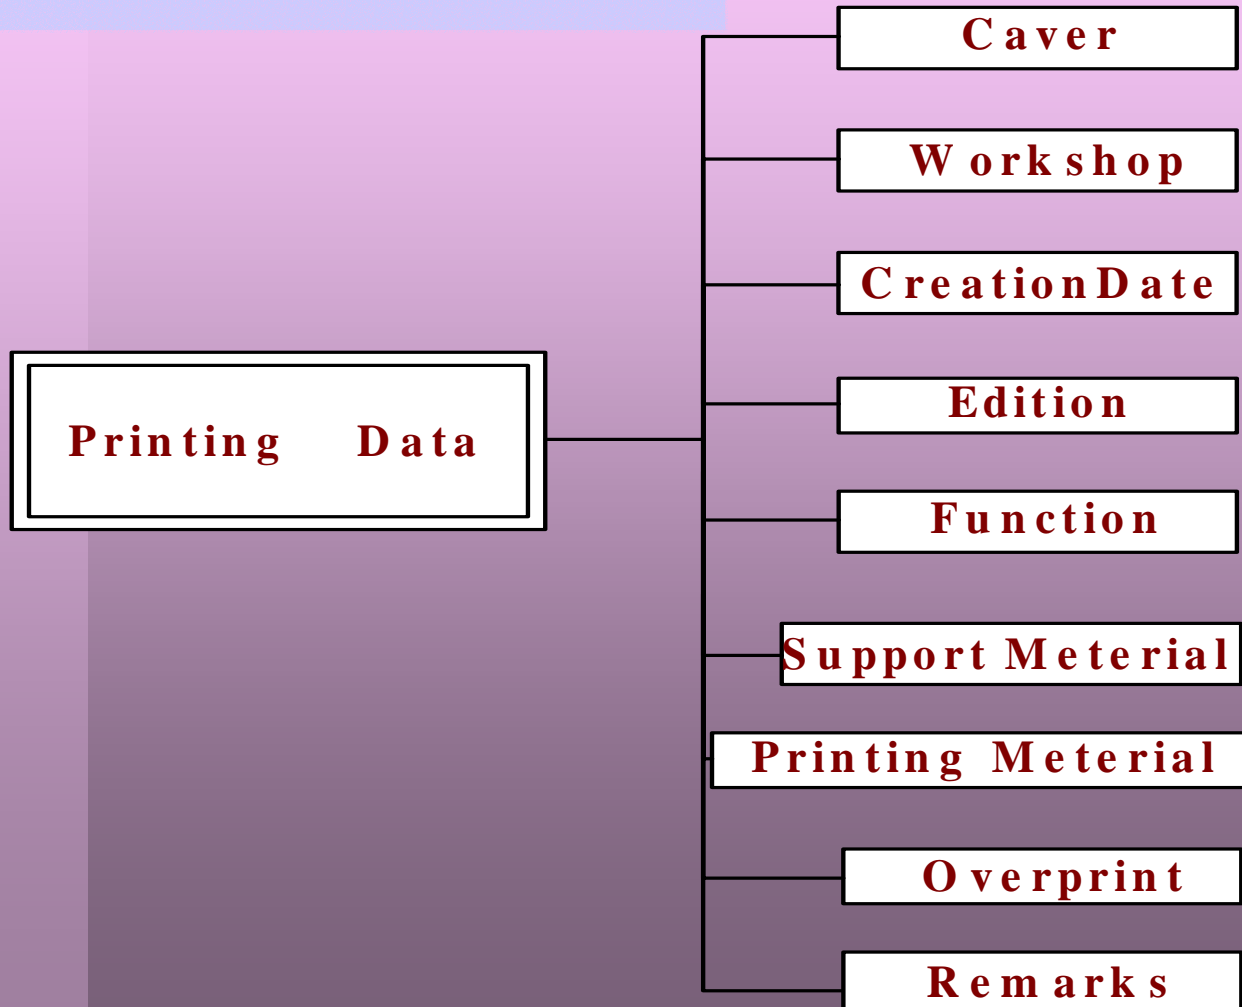 Caver
Workshop
CreationDate
Edition
Printing Data
Function
Support Meterial
Printing Meterial
Overprint
Remarks